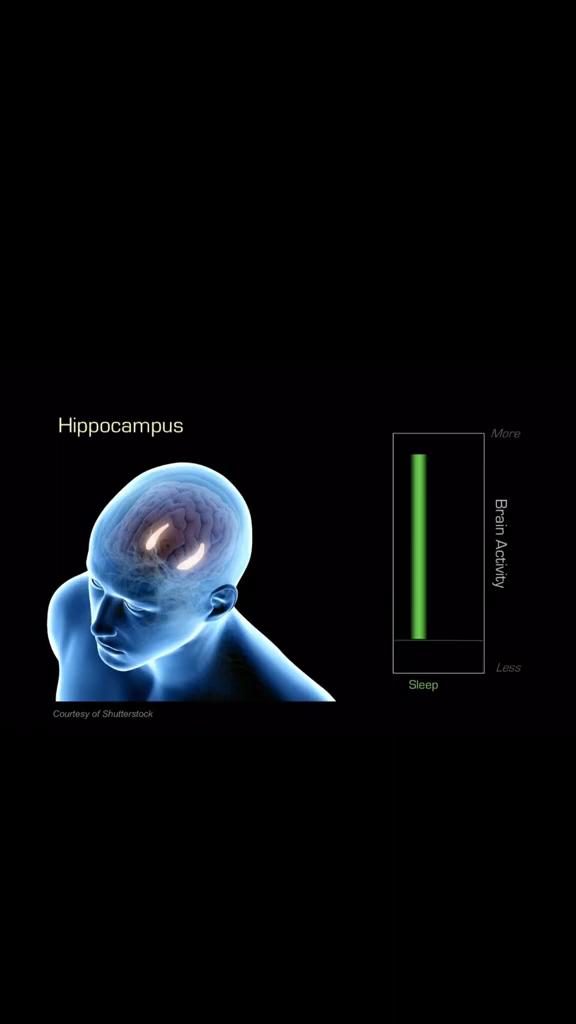 Hippocampus
More
Brain Activity
Less
Sleep
Courtesy of Shutterstock